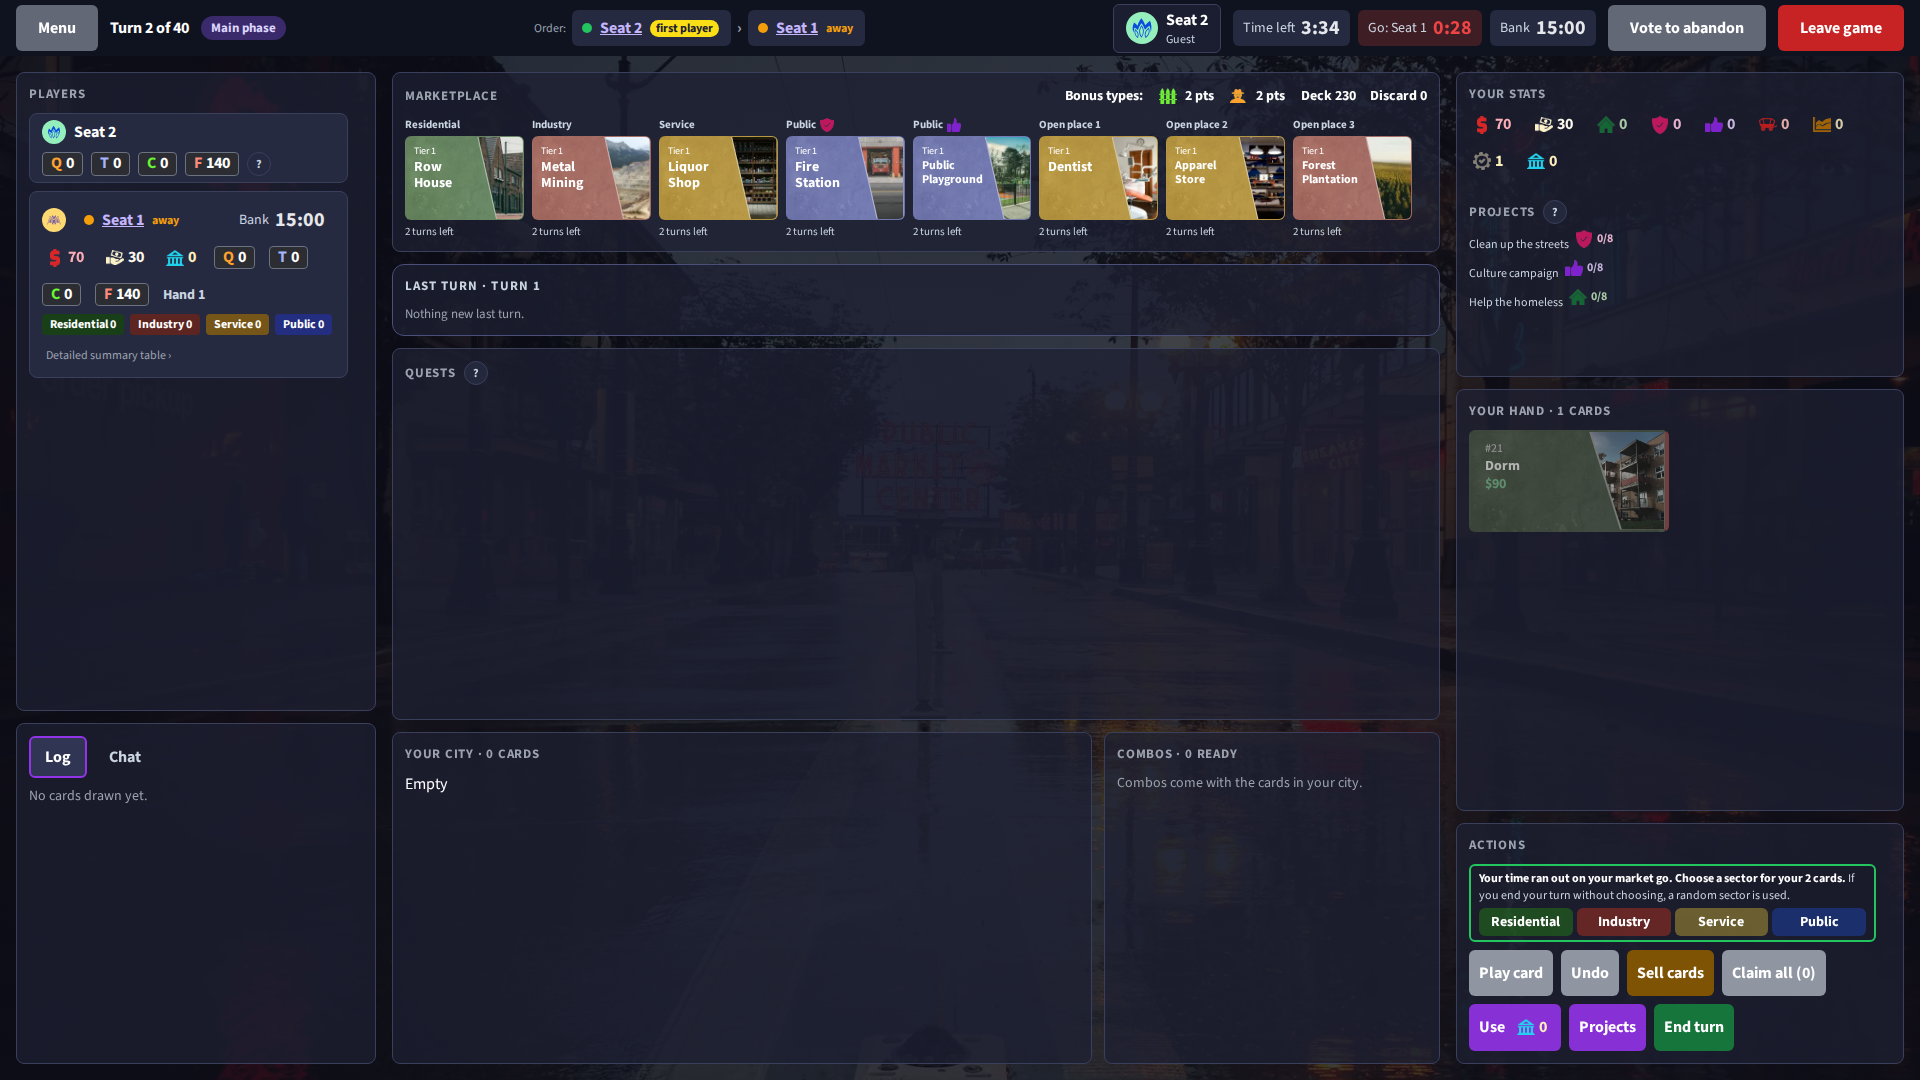 Menu
Turn 2 of 40
Main phase
Order:
Seat 2 first player › Seat 1 away
Seat 2
Guest
Time left 3:34
Go: Seat 1 0:28
Bank 15:00
Vote to abandon
Leave game
PLAYERS
Seat 2
Q 0
T 0
C 0
F 140
?
Seat 1 away
Bank 15:00
70
30
0
Q 0
T 0
C 0
F 140
Hand 1
Residential 0
Industry 0
Service 0
Public 0
Detailed summary table ›
Log
Chat
No cards drawn yet.
MARKETPLACE
Bonus types: 2 pts 2 pts Deck 230 Discard 0
Residential
Tier 1
Row House
2 turns left
Industry
Tier 1
Metal Mining
2 turns left
Service
Tier 1
Liquor Shop
2 turns left
Public
Tier 1
Fire Station
2 turns left
Public
Tier 1
Public Playground
2 turns left
Open place 1
Tier 1
Dentist
2 turns left
Open place 2
Tier 1
Apparel Store
2 turns left
Open place 3
Tier 1
Forest Plantation
2 turns left
LAST TURN · TURN 1
Nothing new last turn.
QUESTS ?
YOUR CITY · 0 CARDS
Empty
COMBOS · 0 READY
Combos come with the cards in your city.
YOUR STATS
70 30 0 0 0 0 0
1 0
PROJECTS ?
Clean up the streets 0/8
Culture campaign 0/8
Help the homeless 0/8
YOUR HAND · 1 CARDS
#21
Dorm
$90
ACTIONS
Your time ran out on your market go. Choose a sector for your 2 cards. If
you end your turn without choosing, a random sector is used.
Residential
Industry
Service
Public
Play card
Undo
Sell cards
Claim all (0)
Use 0
Projects
End turn